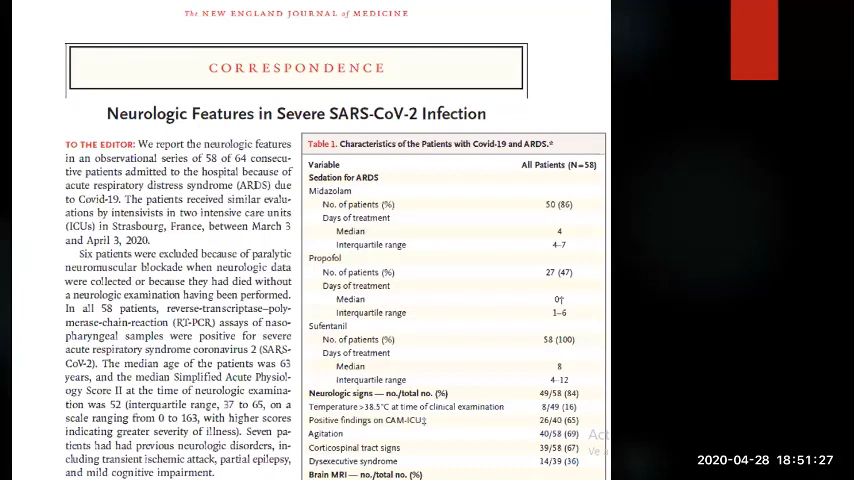 The NEW ENGLAND JOURNAL of MEDICINE
CORRESPONDENCE
Neurologic Features in Severe SARS-CoV-2 Infection
TO THE EDITOR: We report the neurologic features
in an observational series of 58 of 64 consecu-
tive patients admitted to the hospital because of
acute respiratory distress syndrome (ARDS) due
to Covid-19. The patients received similar evalu-
ations by intensivists in two intensive care units
(ICUs) in Strasbourg, France, between March 3
and April 3, 2020.
Six patients were excluded because of paralytic
neuromuscular blockade when neurologic data
were collected or because they had died without
a neurologic examination having been performed.
In all 58 patients, reverse-transcriptase–poly-
merase-chain-reaction (RT-PCR) assays of naso-
pharyngeal samples were positive for severe
acute respiratory syndrome coronavirus 2 (SARS-
CoV-2). The median age of the patients was 63
years, and the median Simplified Acute Physiol-
ogy Score II at the time of neurologic examina-
tion was 52 (interquartile range, 37 to 65, on a
scale ranging from 0 to 163, with higher scores
indicating greater severity of illness). Seven pa-
tients had had previous neurologic disorders, in-
cluding transient ischemic attack, partial epilepsy,
and mild cognitive impairment.
Table 1. Characteristics of the Patients with Covid-19 and ARDS.*
Variable All Patients (N=58)
Sedation for ARDS
Midazolam
No. of patients (%) 50 (86)
Days of treatment
Median 4
Interquartile range 4–7
Propofol
No. of patients (%) 27 (47)
Days of treatment
Median 0†
Interquartile range 1–6
Sufentanil
No. of patients (%) 58 (100)
Days of treatment
Median 8
Interquartile range 4–12
Neurologic signs — no./total no. (%) 49/58 (84)
Temperature >38.5°C at time of clinical examination 8/49 (16)
Positive findings on CAM-ICU‡ 26/40 (65)
Agitation 40/58 (69)
Corticospinal tract signs 39/58 (67)
Dysexecutive syndrome 14/39 (36)
Brain MRI — no./total no. (%)
Act
Ve a
2020-04-28 18:51:27